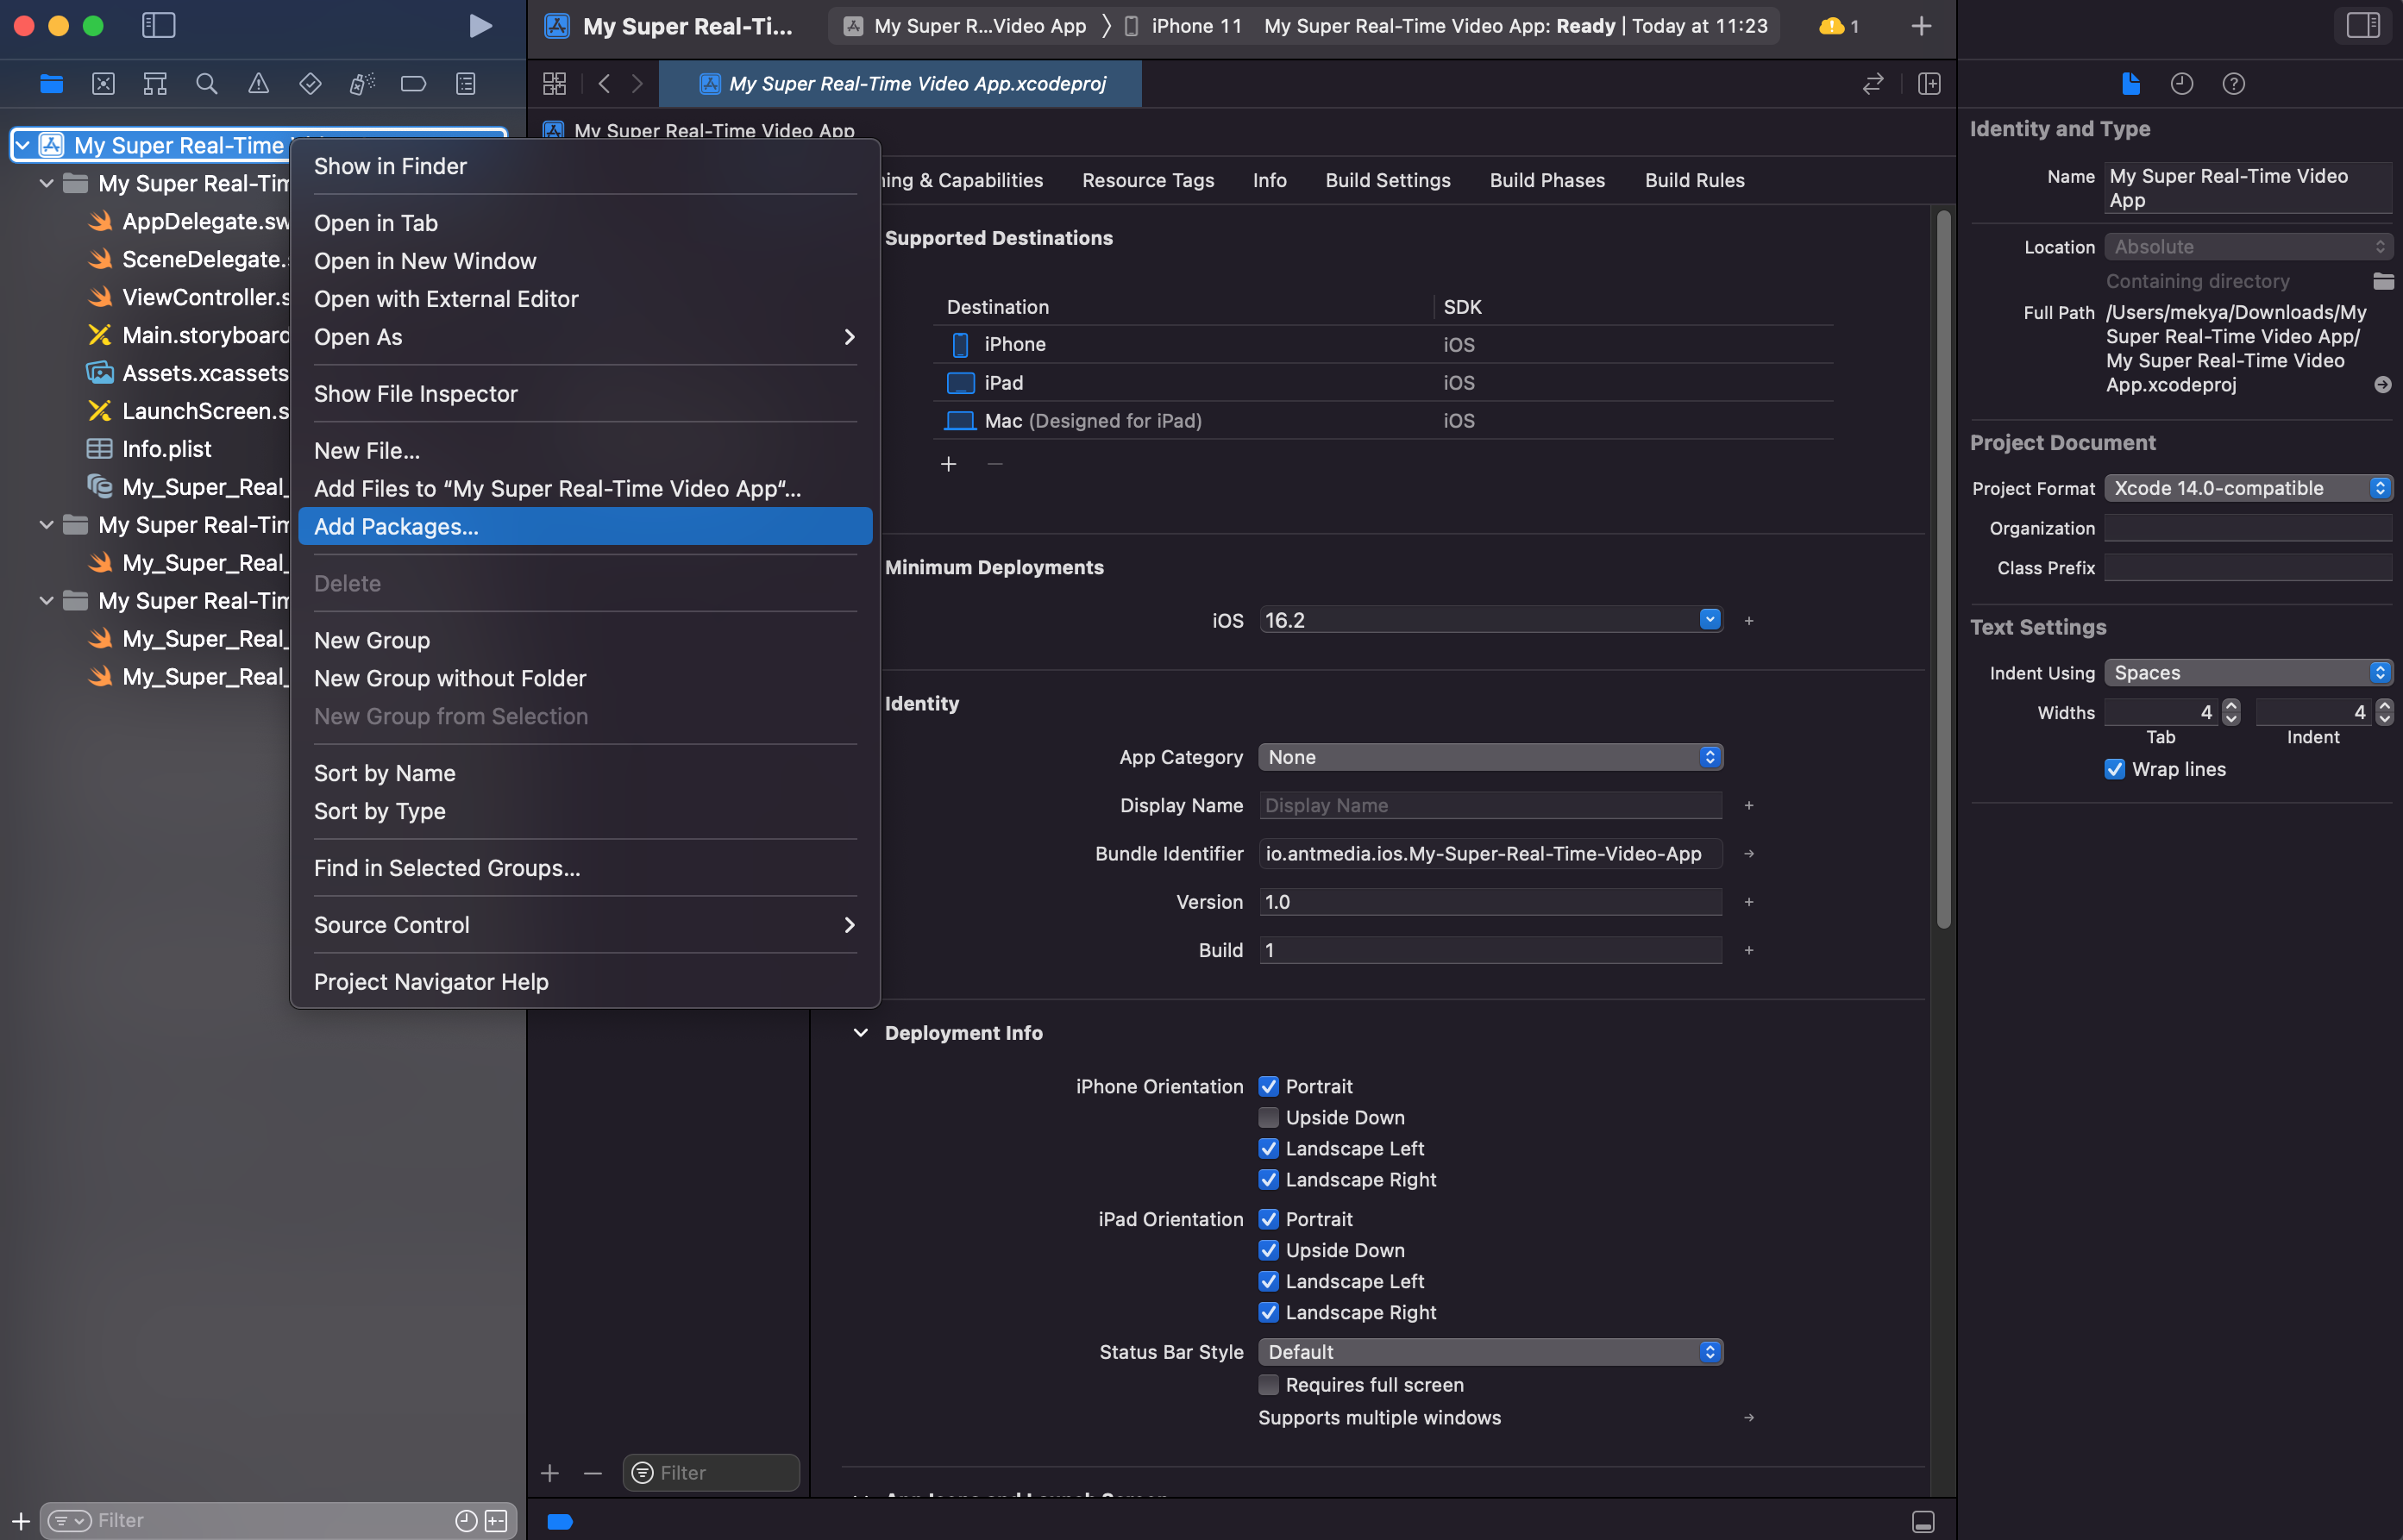 My Super Real-Ti...
My Super R...Video App
iPhone 11
My Super Real-Time Video App: Ready | Today at 11:23
1
My Super Real-Time Video App.xcodeproj
My Super Real-Time
My Super Real-Tim
AppDelegate.sw
SceneDelegate.
ViewController.s
Main.storyboard
Assets.xcassets
LaunchScreen.s
Info.plist
My_Super_Real_
My Super Real-Tim
My_Super_Real_
My Super Real-Tim
My_Super_Real_
My_Super_Real_
Filter
Show in Finder
Open in Tab
Open in New Window
Open with External Editor
Open As
Show File Inspector
New File...
Add Files to “My Super Real-Time Video App“...
Add Packages...
Delete
New Group
New Group without Folder
New Group from Selection
Sort by Name
Sort by Type
Find in Selected Groups...
Source Control
Project Navigator Help
Filter
My Super Real-Time Video App
ning & Capabilities
Resource Tags
Info
Build Settings
Build Phases
Build Rules
Supported Destinations
Destination
SDK
iPhone
iOS
iPad
iOS
Mac (Designed for iPad)
iOS
Minimum Deployments
iOS
16.2
Identity
App Category
None
Display Name
Display Name
Bundle Identifier
io.antmedia.ios.My-Super-Real-Time-Video-App
Version
1.0
Build
1
Deployment Info
iPhone Orientation
Portrait
Upside Down
Landscape Left
Landscape Right
iPad Orientation
Portrait
Upside Down
Landscape Left
Landscape Right
Status Bar Style
Default
Requires full screen
Supports multiple windows
App Icons and Launch Screen
Identity and Type
Name
My Super Real-Time Video
App
Location
Absolute
Containing directory
Full Path
/Users/mekya/Downloads/My
Super Real-Time Video App/
My Super Real-Time Video
App.xcodeproj
Project Document
Project Format
Xcode 14.0-compatible
Organization
Class Prefix
Text Settings
Indent Using
Spaces
Widths
4
4
Tab
Indent
Wrap lines